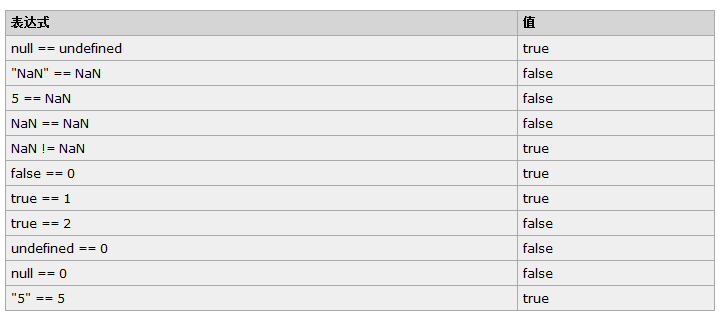 表达式 值
null == undefined true
"NaN" == NaN false
5 == NaN false
NaN == NaN false
NaN != NaN true
false == 0 true
true == 1 true
true == 2 false
undefined == 0 false
null == 0 false
"5" == 5 true